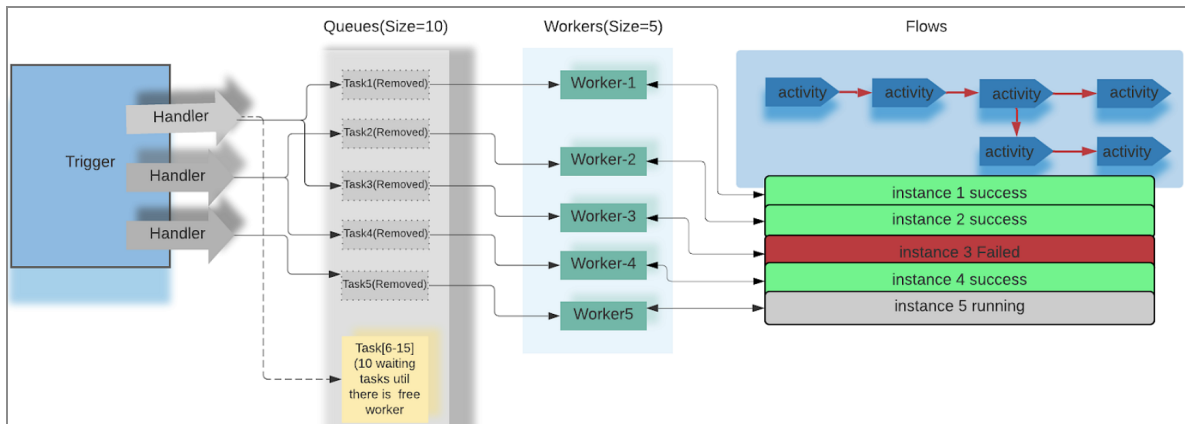 Queues(Size=10)
Workers(Size=5)
Flows
Trigger
Handler
Handler
Handler
Task1(Removed)
Task2(Removed)
Task3(Removed)
Task4(Removed)
Task5(Removed)
Task[6-15]
(10 waiting
tasks util
there is free
worker
Worker-1
Worker-2
Worker-3
Worker-4
Worker5
activity
activity
activity
activity
activity
activity
instance 1 success
instance 2 success
instance 3 Failed
instance 4 success
instance 5 running